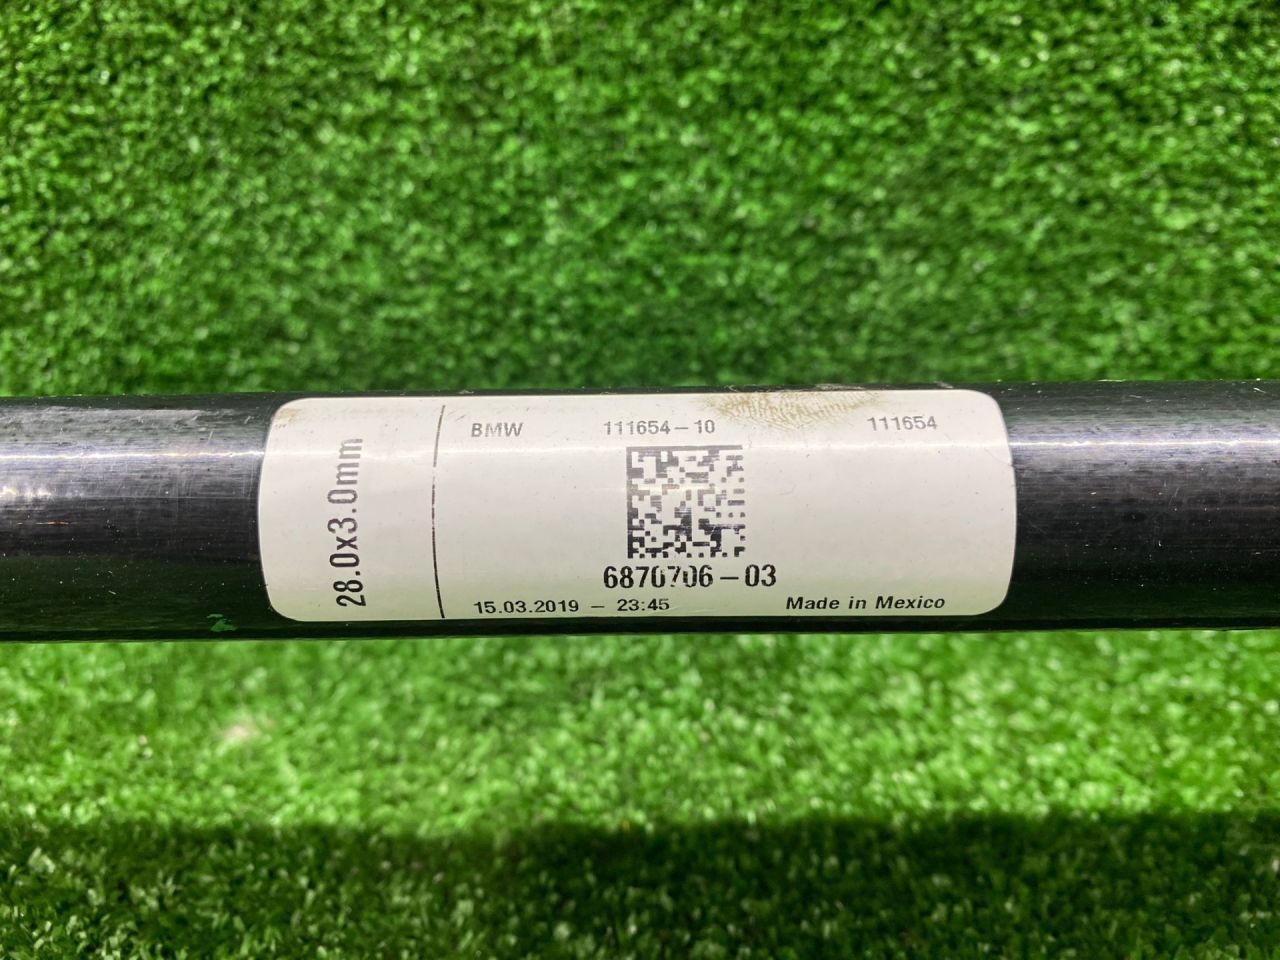 28.0x3.0mm
BMW 111654-10 111654
6870706-03
15.03.2019 - 23:45 Made in Mexico